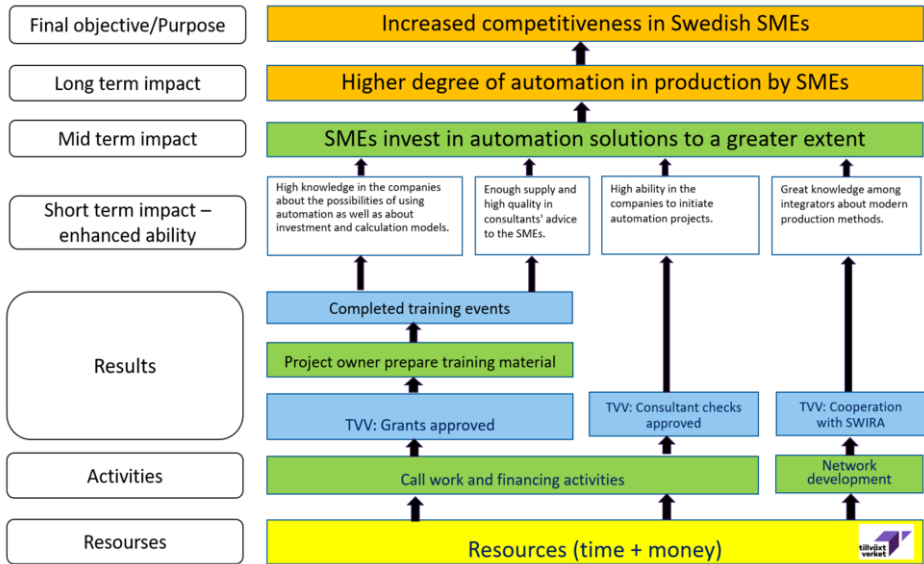 Final objective/Purpose
Increased competitiveness in Swedish SMEs
Long term impact
Higher degree of automation in production by SMEs
Mid term impact
SMEs invest in automation solutions to a greater extent
Short term impact –
enhanced ability
High knowledge in the companies
about the possibilities of using
automation as well as about
investment and calculation models.
Enough supply and
high quality in
consultants' advice
to the SMEs.
High ability in the
companies to initiate
automation projects.
Great knowledge among
integrators about modern
production methods.
Results
Completed training events
Project owner prepare training material
TVV: Grants approved
TVV: Consultant checks
approved
TVV: Cooperation
with SWIRA
Activities
Call work and financing activities
Network
development
Resourses
Resources (time + money)
tillväxt
verket